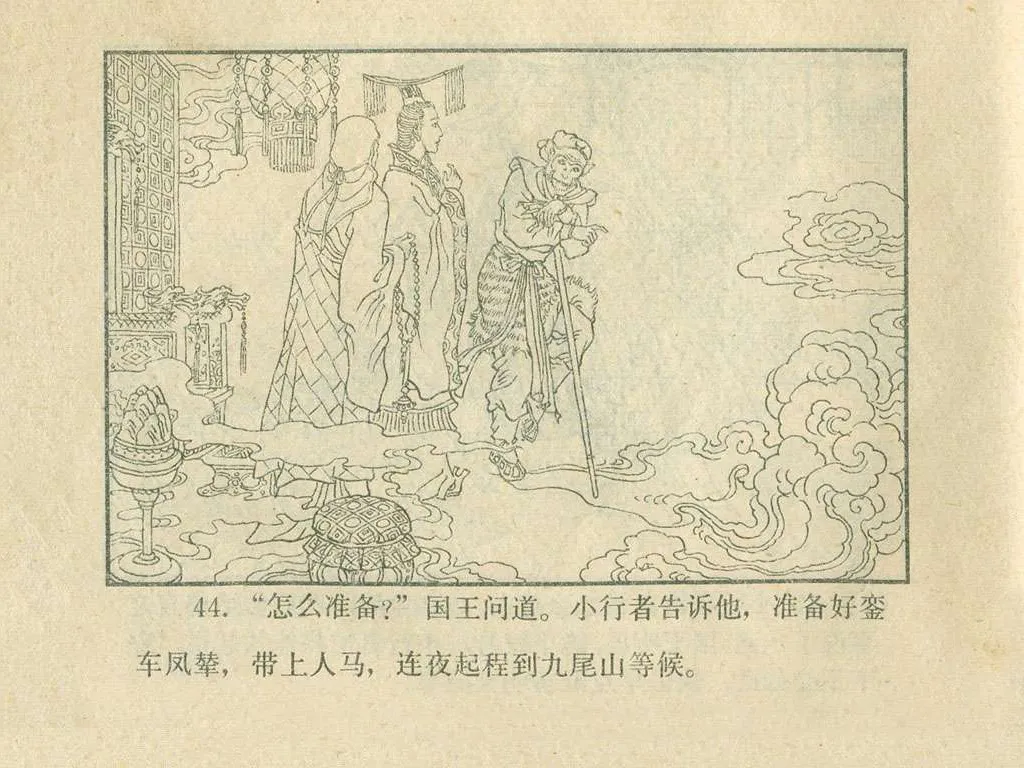 44. “怎么准备?”国王问道。小行者告诉他，准备好銮
车凤辇，带上人马，连夜起程到九尾山等候。